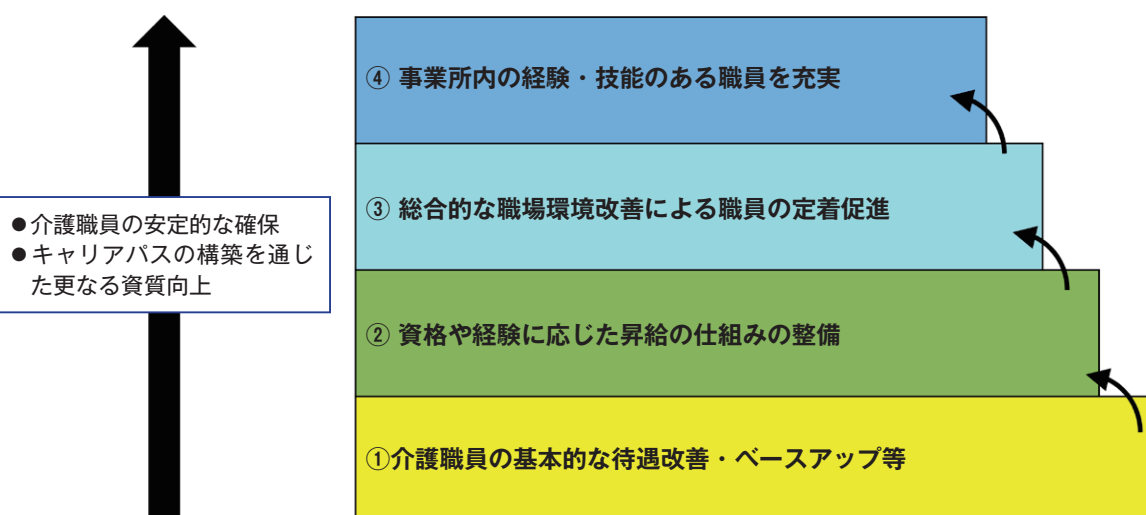 ④ 事業所内の経験・技能のある職員を充実
③ 総合的な職場環境改善による職員の定着促進
●介護職員の安定的な確保
●キャリアパスの構築を通じ
た更なる資質向上
② 資格や経験に応じた昇給の仕組みの整備
①介護職員の基本的な待遇改善・ベースアップ等